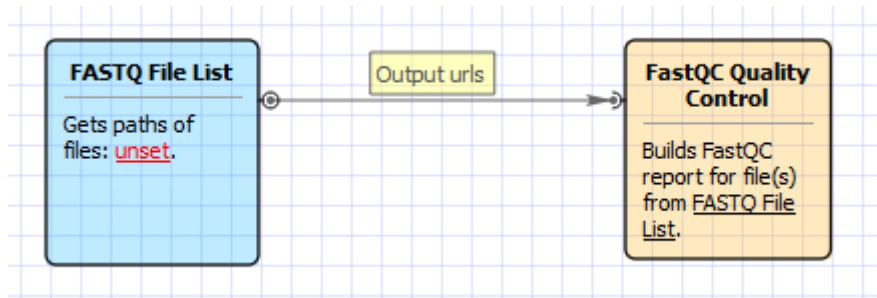 FASTQ File List
Gets paths of
files: unset.
Output urls
FastQC Quality
Control
Builds FastQC
report for file(s)
from FASTQ File
List.